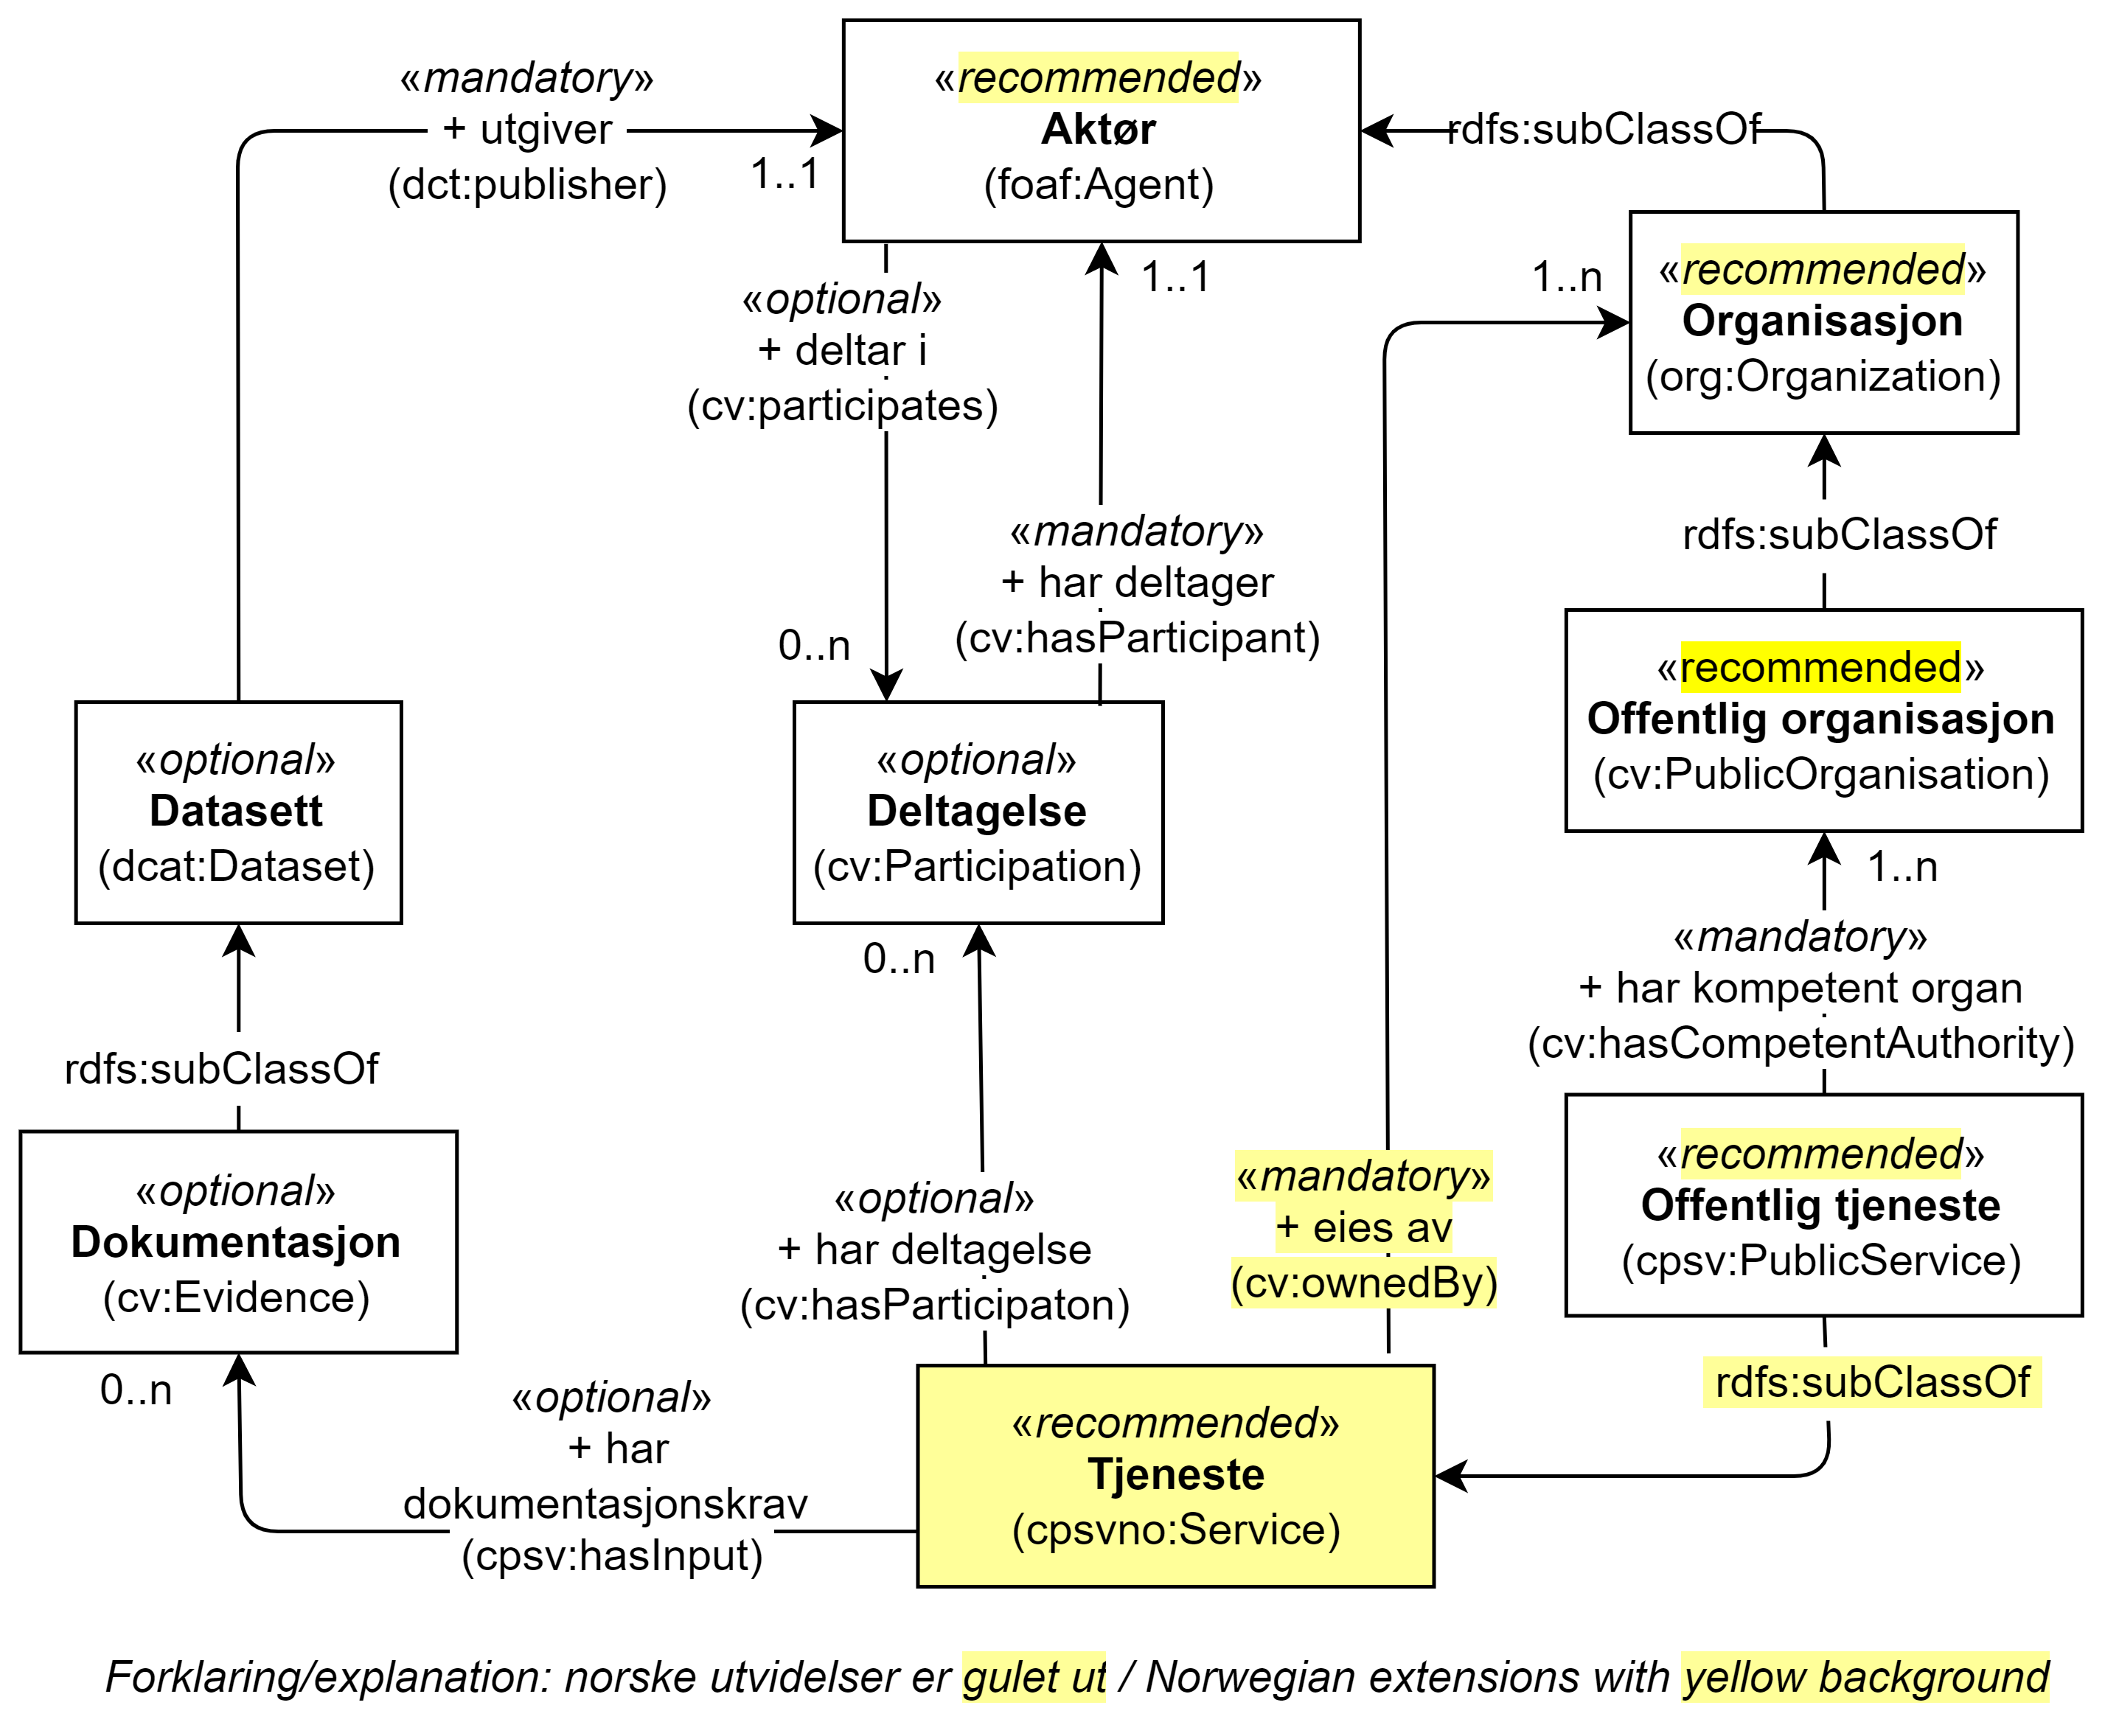 «mandatory»
+ utgiver
(dct:publisher)
1..1
«recommended»
Aktør
(foaf:Agent)
rdfs:subClassOf
«optional»
+ deltar i
(cv:participates)
0..n
1..1
«mandatory»
+ har deltager
(cv:hasParticipant)
1..n
«recommended»
Organisasjon
(org:Organization)
rdfs:subClassOf
«recommended»
Offentlig organisasjon
(cv:PublicOrganisation)
«optional»
Datasett
(dcat:Dataset)
«optional»
Deltagelse
(cv:Participation)
0..n
1..n
«mandatory»
+ har kompetent organ
(cv:hasCompetentAuthority)
rdfs:subClassOf
«optional»
Dokumentasjon
(cv:Evidence)
0..n
«optional»
+ har deltagelse
(cv:hasParticipaton)
«mandatory»
+ eies av
(cv:ownedBy)
«recommended»
Offentlig tjeneste
(cpsv:PublicService)
rdfs:subClassOf
«optional»
+ har
dokumentasjonskrav
(cpsv:hasInput)
«recommended»
Tjeneste
(cpsvno:Service)
Forklaring/explanation: norske utvidelser er gulet ut / Norwegian extensions with yellow background